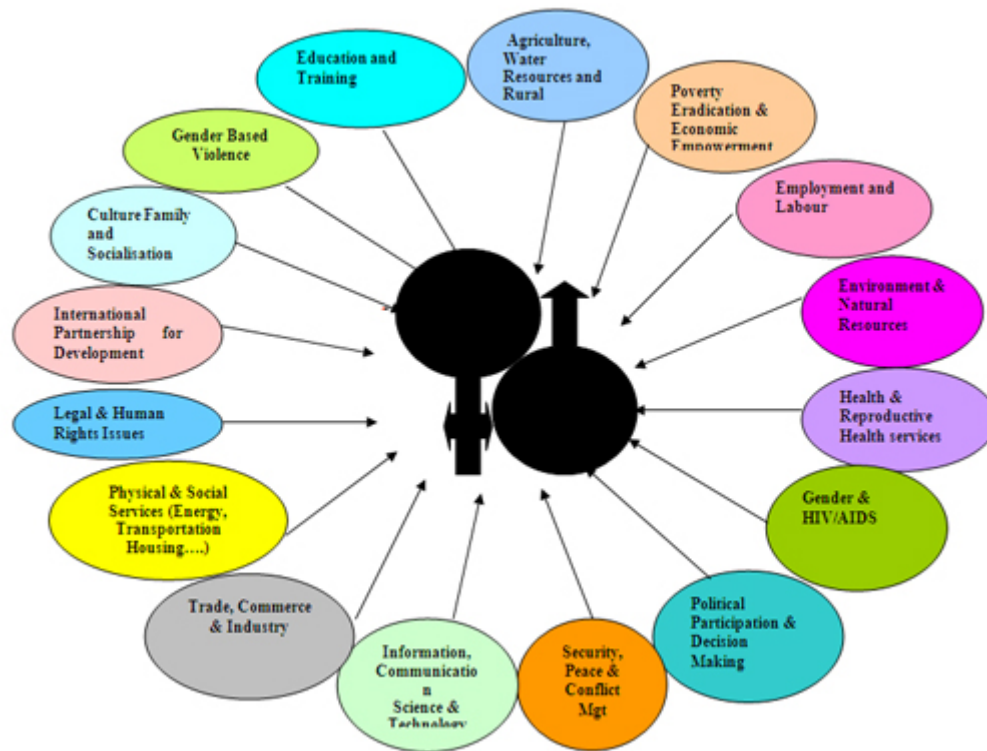 Education and
Training
Agriculture,
Water
Resources and
Rural
Poverty
Eradication &
Economic
Empowerment
Gender Based
Violence
Employment and
Labour
Culture Family
and
Socialisation
Environment &
Natural
Resources
International
Partnership for
Development
Health &
Reproductive
Health services
Legal & Human
Rights Issues
Gender &
HIV/AIDS
Physical & Social
Services (Energy,
Transportation
Housing....)
Political
Participation &
Decision
Making
Trade, Commerce
& Industry
Information,
Communicatio
n
Science &
Technology
Security,
Peace &
Conflict
Mgt